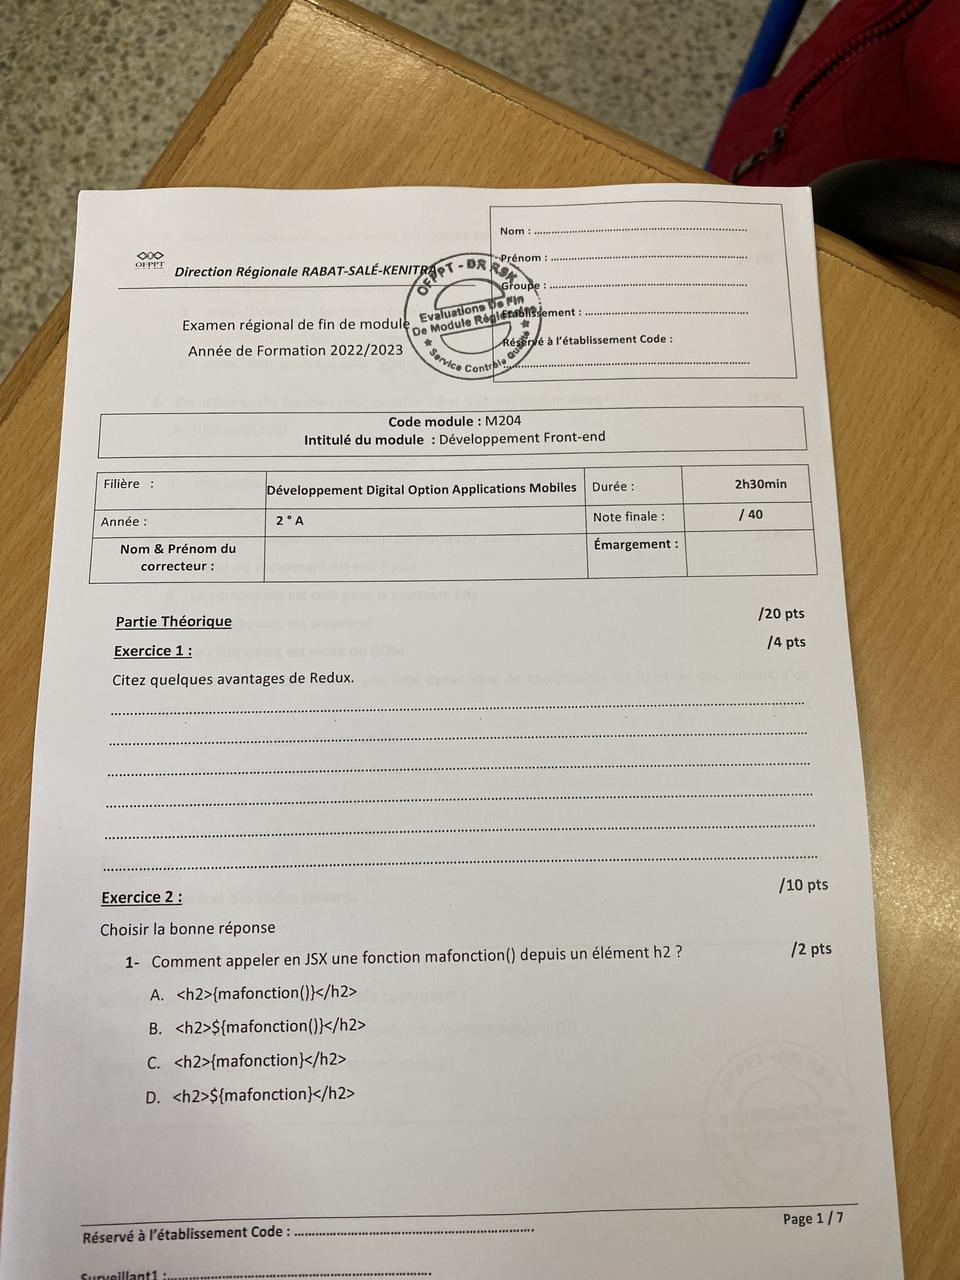 Nom : ....................
Prénom : ....................
OFPPT
Direction Régionale RABAT-SALÉ-KENITRA
OFPPT - DR RSK
Groupe : ....................
Evaluations De Fin
De Module Régionales
Etablissement : ....................
Examen régional de fin de module
Service Contrôle Qualité
Réservé à l'établissement Code :
....................
Année de Formation 2022/2023
Code module : M204
Intitulé du module : Développement Front-end
Filière : Développement Digital Option Applications Mobiles Durée : 2h30min
Année : 2 ° A Note finale : / 40
Nom & Prénom du correcteur : Émargement :
Partie Théorique /20 pts
Exercice 1 : /4 pts
Citez quelques avantages de Redux.
....................
....................
....................
....................
....................
....................
Exercice 2 : /10 pts
Choisir la bonne réponse
1- Comment appeler en JSX une fonction mafonction() depuis un élément h2 ? /2 pts
A. <h2>{mafonction()}</h2>
B. <h2>${mafonction()}</h2>
C. <h2>{mafonction}</h2>
D. <h2>${mafonction}</h2>
Réservé à l'établissement Code : .................... Page 1 / 7
Surveillant1 : ....................